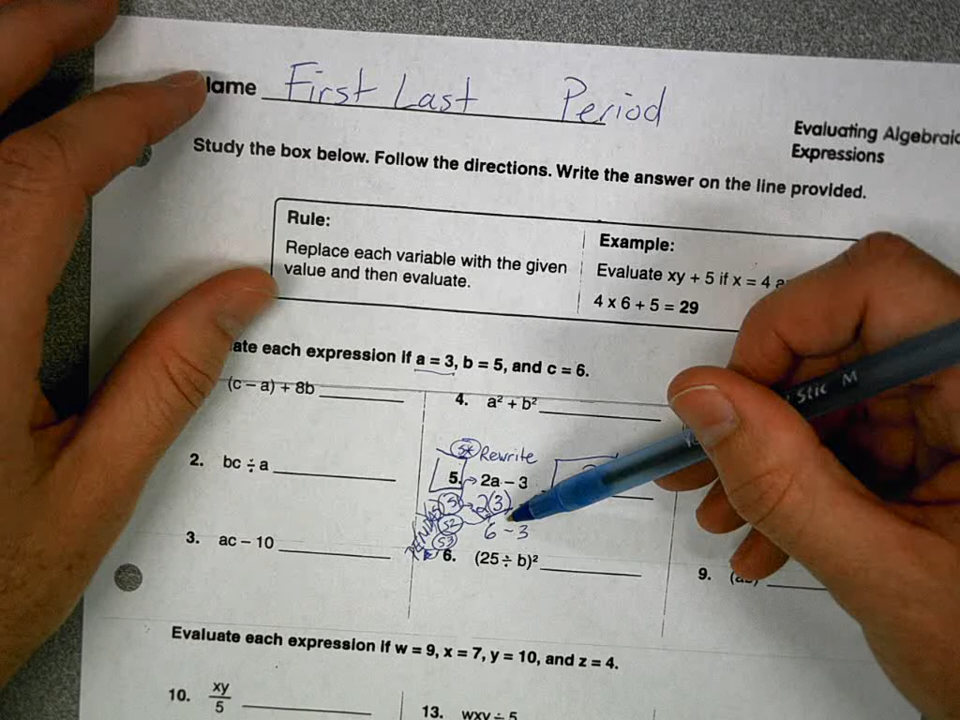 lame First Last Period
Evaluating Algebraic
Expressions
Study the box below. Follow the directions. Write the answer on the line provided.
Rule:
Replace each variable with the given
value and then evaluate.
Example:
Evaluate xy + 5 if x = 4 a
4 x 6 + 5 = 29
ate each expression if a = 3, b = 5, and c = 6.
(c – a) + 8b
2. bc ÷ a
3. ac – 10
4. a² + b²
Rewrite
5. → 2a – 3
2(3)
6 - 3
6. (25 ÷ b)²
9.
Evaluate each expression if w = 9, x = 7, y = 10, and z = 4.
10. xy
5
13. wxy ÷ 5
STIC M